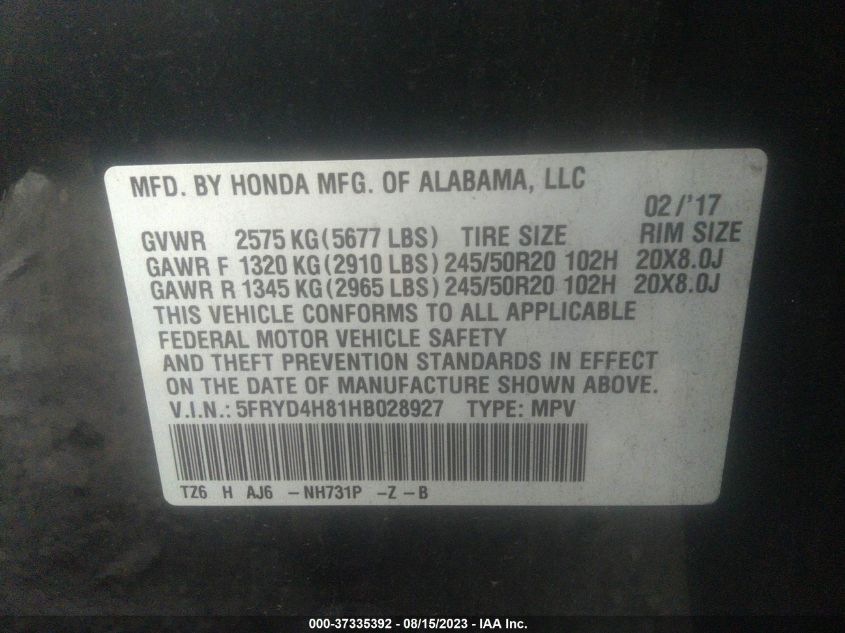 MFD. BY HONDA MFG. OF ALABAMA, LLC
02/'17
GVWR 2575 KG(5677 LBS) TIRE SIZE RIM SIZE
GAWR F 1320 KG(2910 LBS) 245/50R20 102H 20X8.0J
GAWR R 1345 KG(2965 LBS) 245/50R20 102H 20X8.0J
THIS VEHICLE CONFORMS TO ALL APPLICABLE
FEDERAL MOTOR VEHICLE SAFETY
AND THEFT PREVENTION STANDARDS IN EFFECT
ON THE DATE OF MANUFACTURE SHOWN ABOVE.
V.I.N.: 5FRYD4H81HB028927 TYPE: MPV
TZ6 H AJ6 -NH731P -Z -B
000-37335392 - 08/15/2023 - IAA Inc.